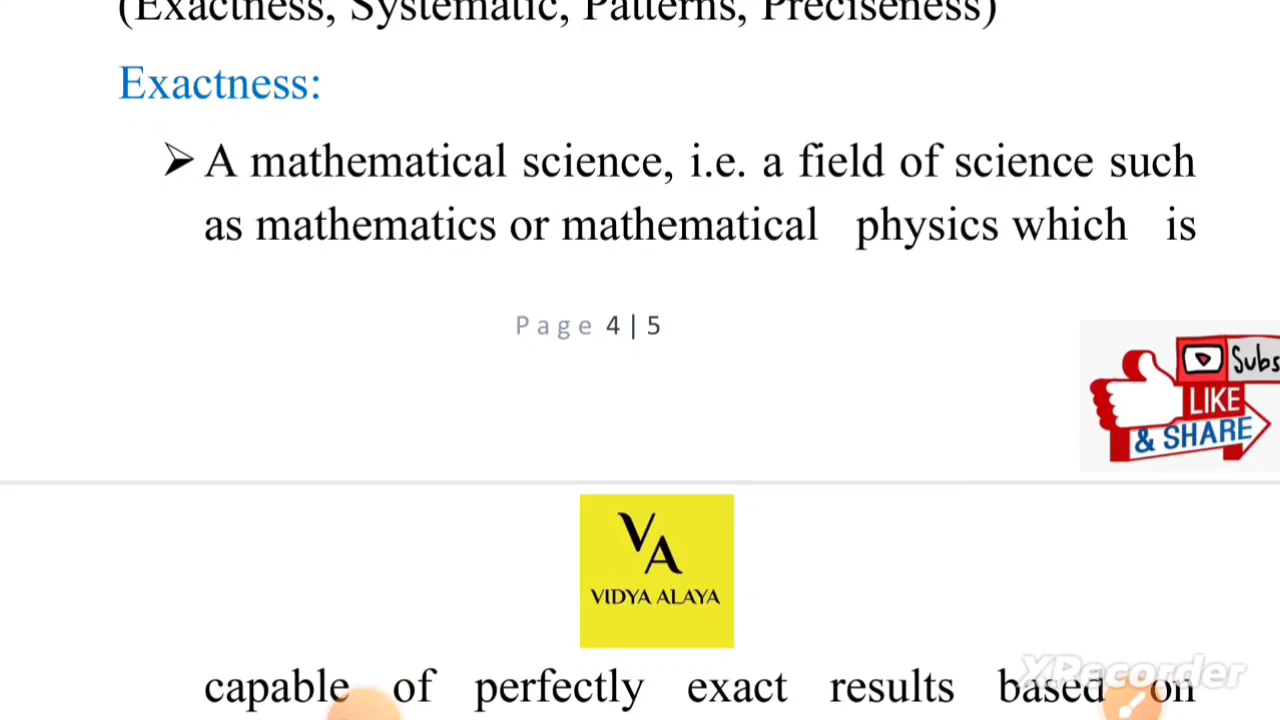 (Exactness, Systematic, Patterns, Preciseness)
Exactness:
➢ A mathematical science, i.e. a field of science such
as mathematics or mathematical physics which is
Page 4 | 5
Subs
LIKE
& SHARE
VA
VIDYA ALAYA
capable of perfectly exact results based on
XRecorder